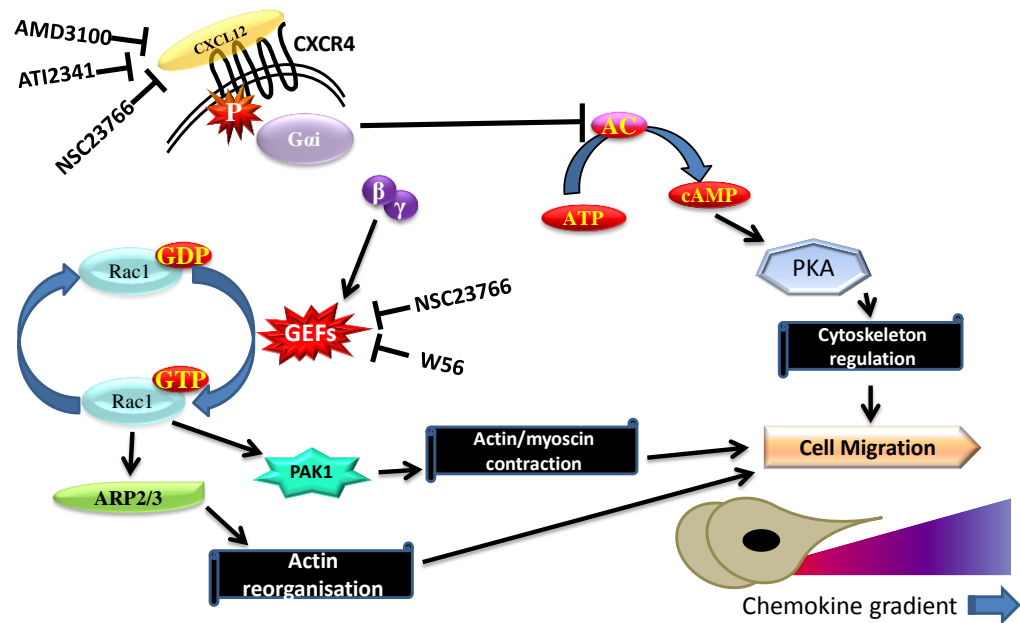 AMD3100
ATI2341
NSC23766
CXCL12
CXCR4
P
Gαi
AC
ATP
cAMP
PKA
β
γ
Rac1
GDP
GEFs
NSC23766
W56
Cytoskeleton
regulation
Rac1
GTP
PAK1
Actin/myoscin
contraction
Cell Migration
ARP2/3
Actin
reorganisation
Chemokine gradient